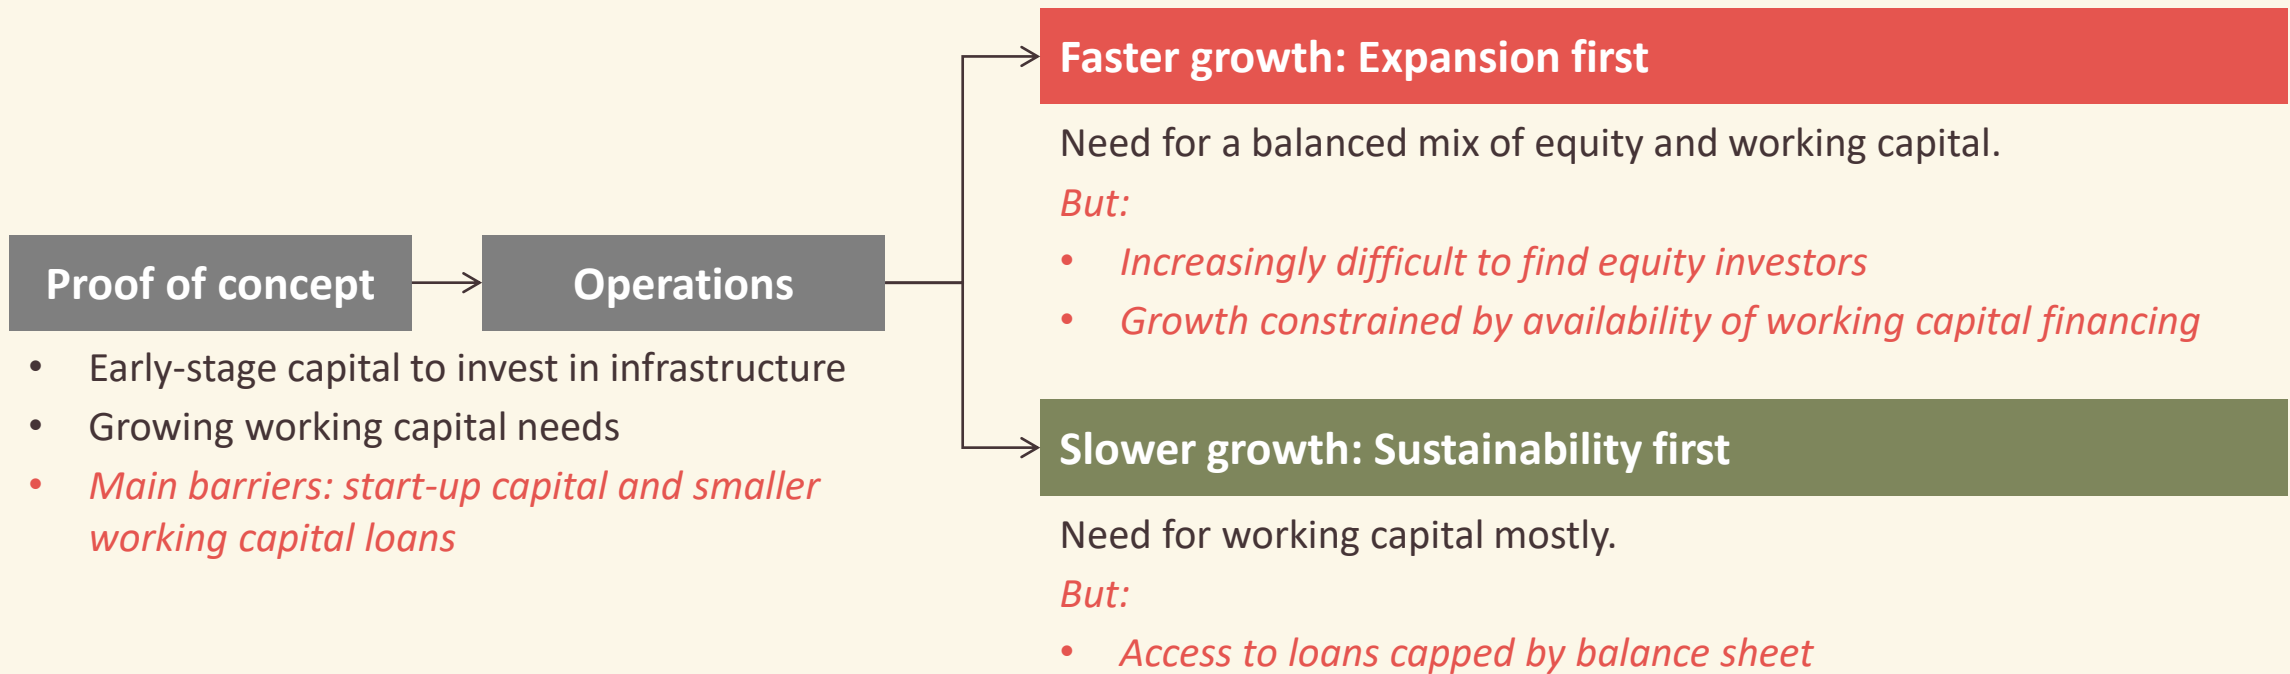 Proof of concept
Operations
• Early-stage capital to invest in infrastructure
• Growing working capital needs
• Main barriers: start-up capital and smaller
working capital loans
Faster growth: Expansion first
Need for a balanced mix of equity and working capital.
But:
• Increasingly difficult to find equity investors
• Growth constrained by availability of working capital financing
Slower growth: Sustainability first
Need for working capital mostly.
But:
• Access to loans capped by balance sheet